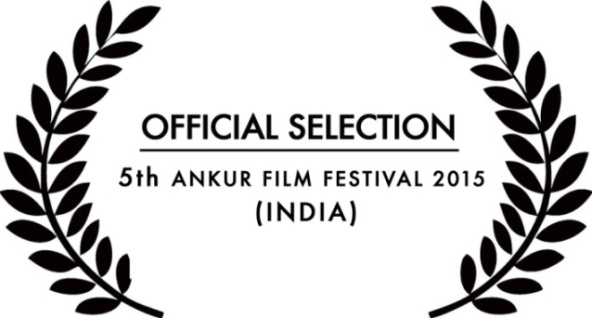 OFFICIAL SELECTION
5th ANKUR FILM FESTIVAL 2015
(INDIA)